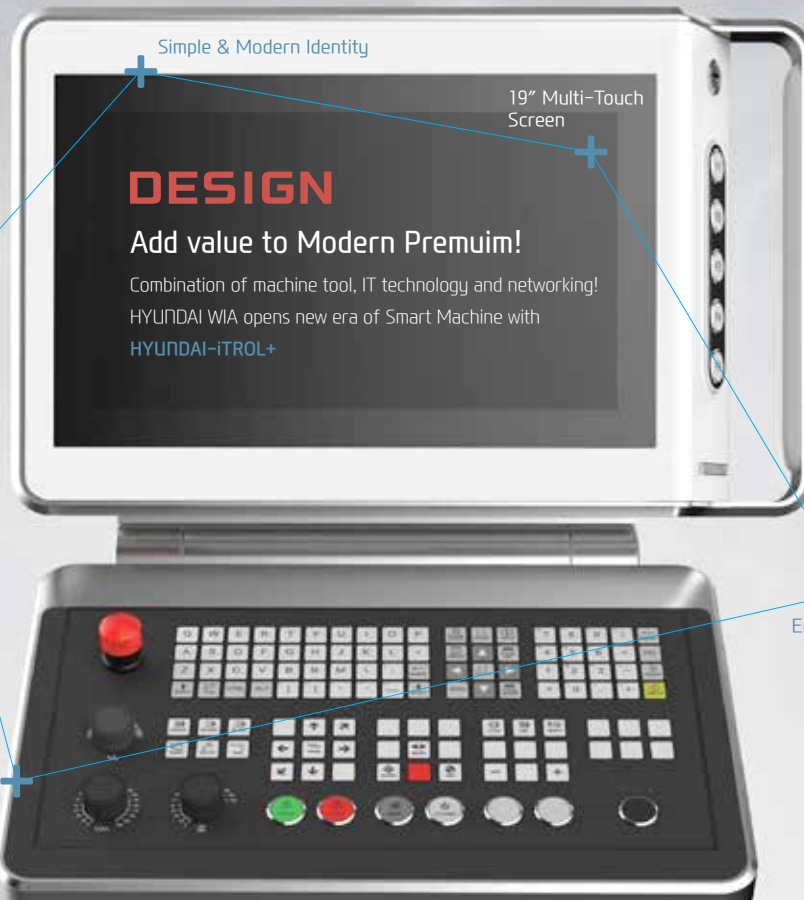 Simple & Modern Identity
19" Multi-Touch
Screen
DESIGN
Add value to Modern Premuim!
Combination of machine tool, IT technology and networking!
HYUNDAI WIA opens new era of Smart Machine with
HYUNDAI-iTROL+
Q W E R T Y U I O P
A S D F G H J K L
Z X C V B N M